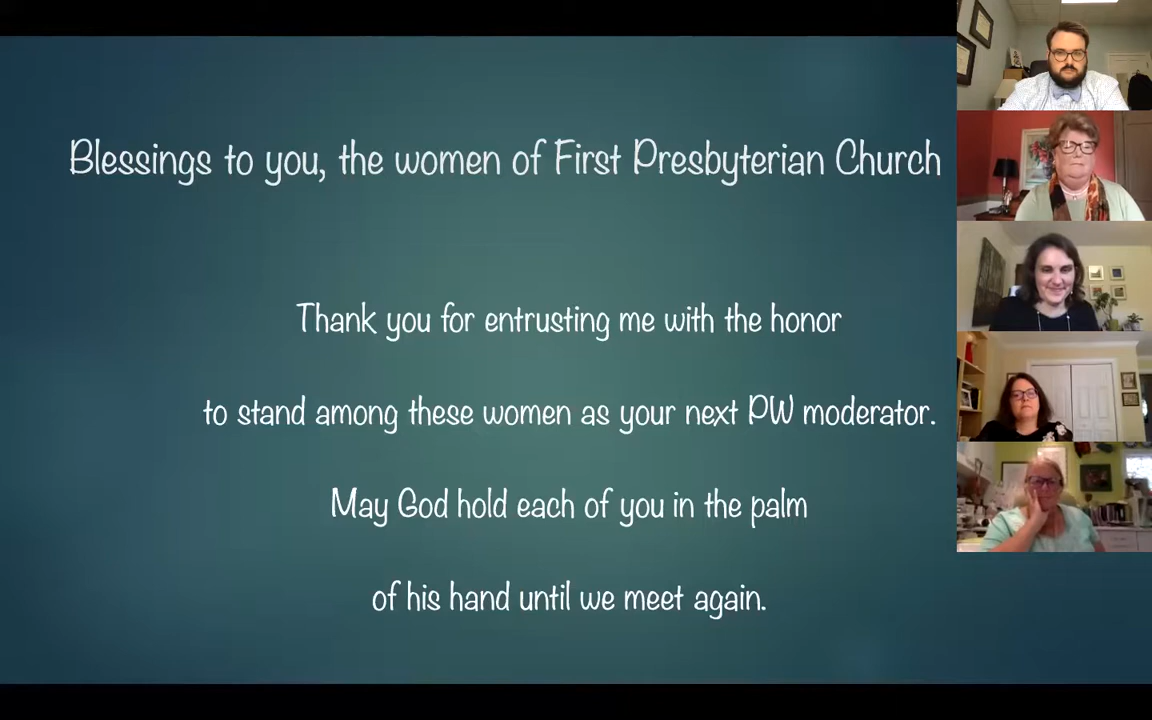 Blessings to you, the women of First Presbyterian Church
Thank you for entrusting me with the honor
to stand among these women as your next PW moderator.
May God hold each of you in the palm
of his hand until we meet again.